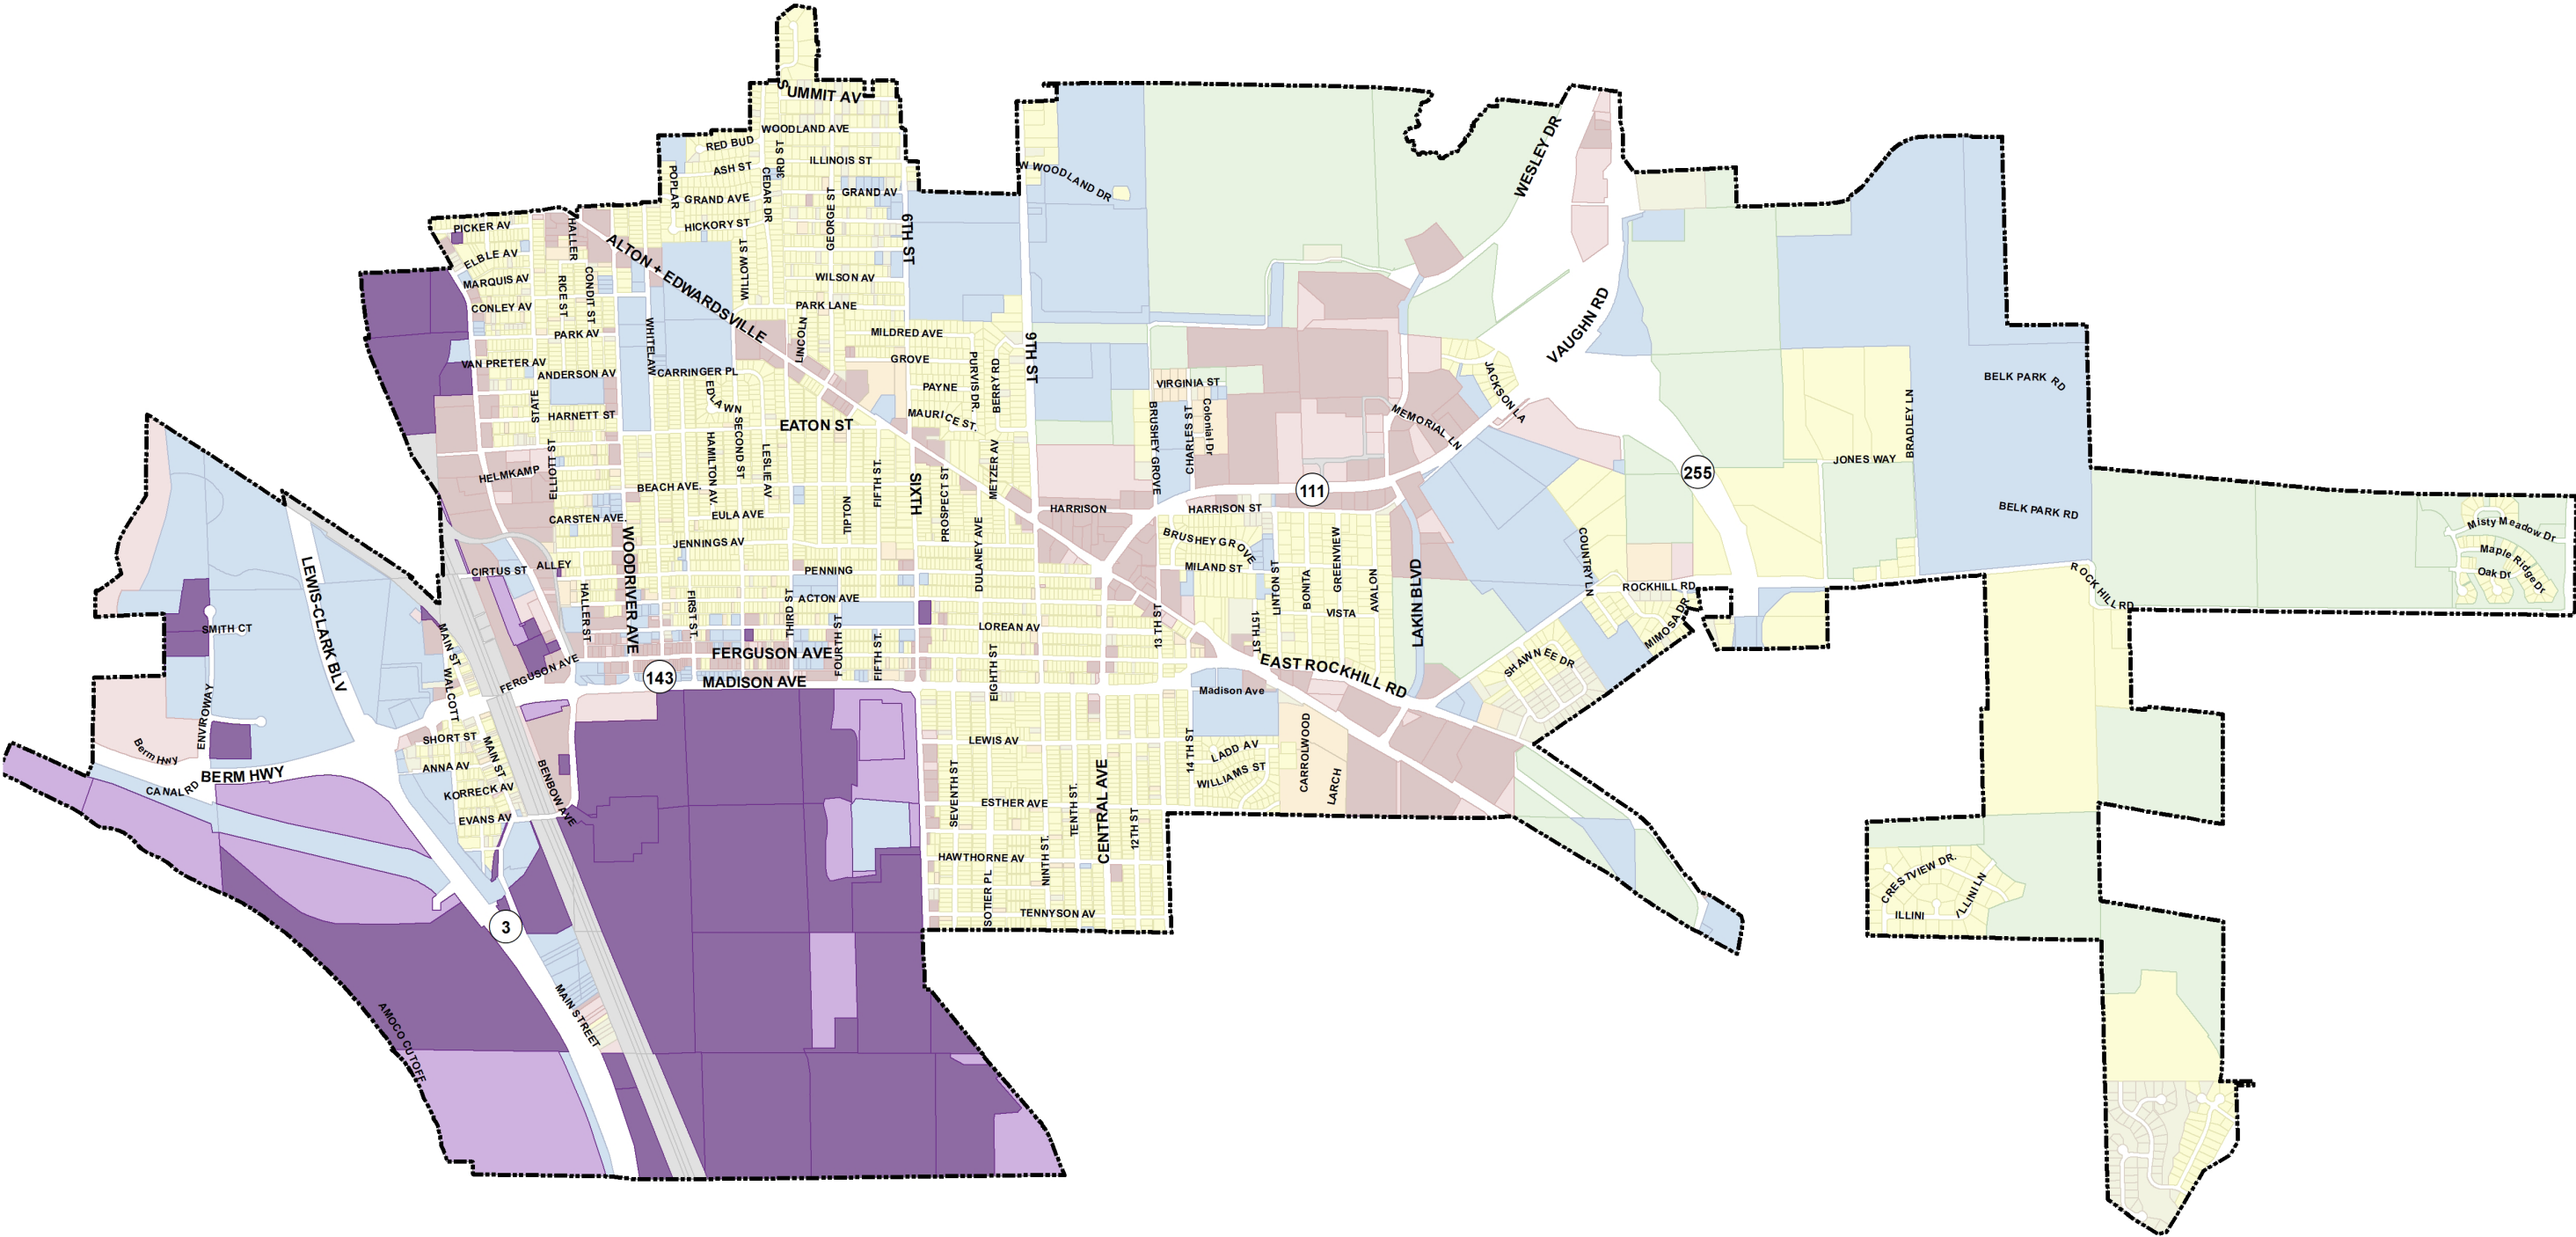 SUMMIT AV
WOODLAND AVE
RED BUD
3RD ST
ILLINOIS ST
ASH ST
POPLAR
CEDAR DR
GRAND AV
GRAND AVE
GEORGE ST
HICKORY ST
6TH ST
W WOODLAND DR
WESLEY DR
PICKER AV
HALLER
ALTON + EDWARDSVILLE
WILLOW ST
ELBLE AV
MARQUIS AV
RICE ST
CONDIT ST
WILSON AV
CONLEY AV
PARK LANE
VAUGHN RD
PARK AV
WHITELAW
LINCOLN
MILDRED AVE
9TH ST
VAN PRETER AV
ANDERSON AV
CARRINGER PL
GROVE
PURVIS DR.
BERRY RD
VIRGINIA ST
JACKSON LA
BELK PARK RD
STATE
HARNETT ST
EDLAWN
SECOND ST
PAYNE
MAURICE ST.
BRUSHEY GROVE
CHARLES ST
Colonial Dr
MEMORIAL LN
BRADLEY LN
EATON ST
HELMKAMP
ELLIOTT ST
HAMILTON AV.
LESLIE AV
FIFTH ST.
SIXTH
PROSPECT ST
METZER AV
JONES WAY
255
111
BEACH AVE.
TIPTON
HARRISON
HARRISON ST
BELK PARK RD
CARSTEN AVE.
EULA AVE
DULANEY AVE
Misty Meadow Dr
WOODRIVER AVE
JENNINGS AV
BRUSHEY GROVE
GREENVIEW
COUNTRY LN
Maple Ridge Dr
LEWIS-CLARK BLV
CIRTUS ST
ALLEY
PENNING
MILAND ST
LINTON ST
BONITA
AVALON
LAKIN BLVD
ROCKHILL RD
ROCKHILL RD
Oak Dr
HALLER ST
FIRST ST.
THIRD ST
ACTON AVE
VISTA
MIMOSA DR
SMITH CT
MAIN ST
FOURTH ST
FIFTH ST.
LOREAN AV
13 TH ST
15TH ST
FERGUSON AVE
FERGUSON AVE
EIGHTH ST
EAST ROCKHILL RD
SHAWNEE DR
WALCOTT
143
MADISON AVE
Madison Ave
ENVIROWAY
SHORT ST
MAIN ST
LEWIS AV
14 TH ST
LADD AV
CARROLWOOD
Berm Hwy
BERM HWY
ANNA AV
BENBOW AVE
WILLIAMS ST
LARCH
CANAL RD
KORRECK AV
SEVENTH ST
ESTHER AVE
TENTH ST.
CENTRAL AVE
12TH ST
EVANS AV
HAWTHORNE AV
NINTH ST.
CRESTVIEW DR.
ILLINI LN
SOTIER PL
TENNYSON AV
ILLINI
3
MAIN STREET
AMOCO CUTOFF